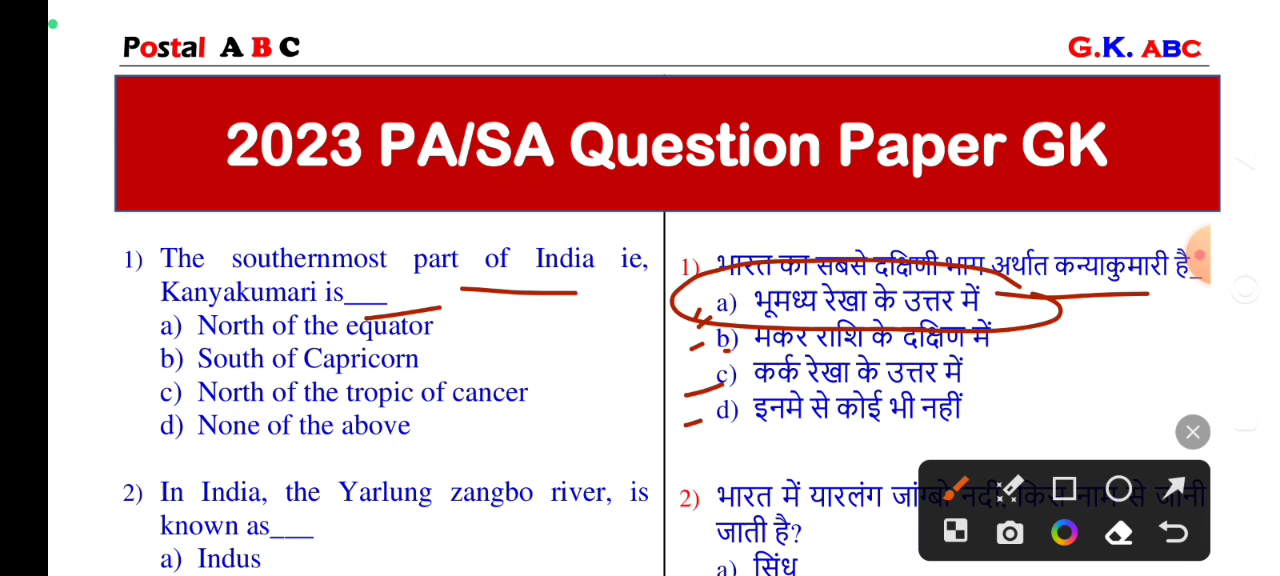 Postal A B C
G.K. ABC
2023 PA/SA Question Paper GK
1) The southernmost part of India ie,
Kanyakumari is___
a) North of the equator
b) South of Capricorn
c) North of the tropic of cancer
d) None of the above
2) In India, the Yarlung zangbo river, is
known as___
a) Indus
1) भारत का सबसे दक्षिणी भाग अर्थात कन्याकुमारी है_
a) भूमध्य रेखा के उत्तर में
b) मकर राशि के दक्षिण में
c) कर्क रेखा के उत्तर में
d) इनमे से कोई भी नहीं
2) भारत में यारलंग जांग्बो नदी, किस नाम से जानी
जाती है?
a) सिंधु